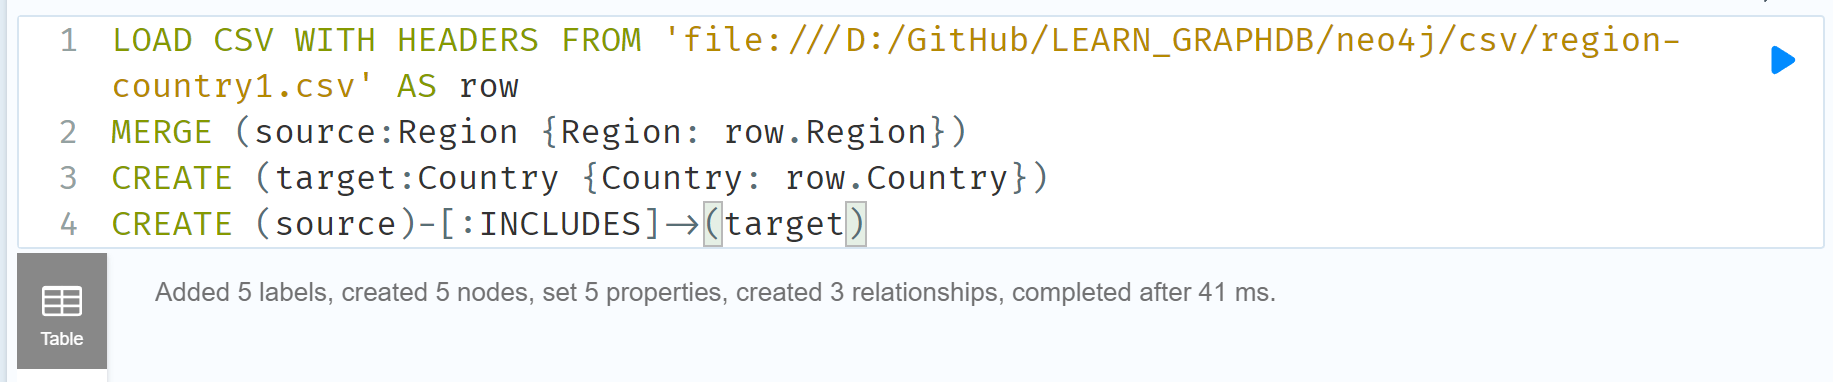 1 LOAD CSV WITH HEADERS FROM 'file:///D:/GitHub/LEARN_GRAPHDB/neo4j/csv/region-
country1.csv' AS row
2 MERGE (source:Region {Region: row.Region})
3 CREATE (target:Country {Country: row.Country})
4 CREATE (source)-[:INCLUDES]->(target)
Added 5 labels, created 5 nodes, set 5 properties, created 3 relationships, completed after 41 ms.
Table